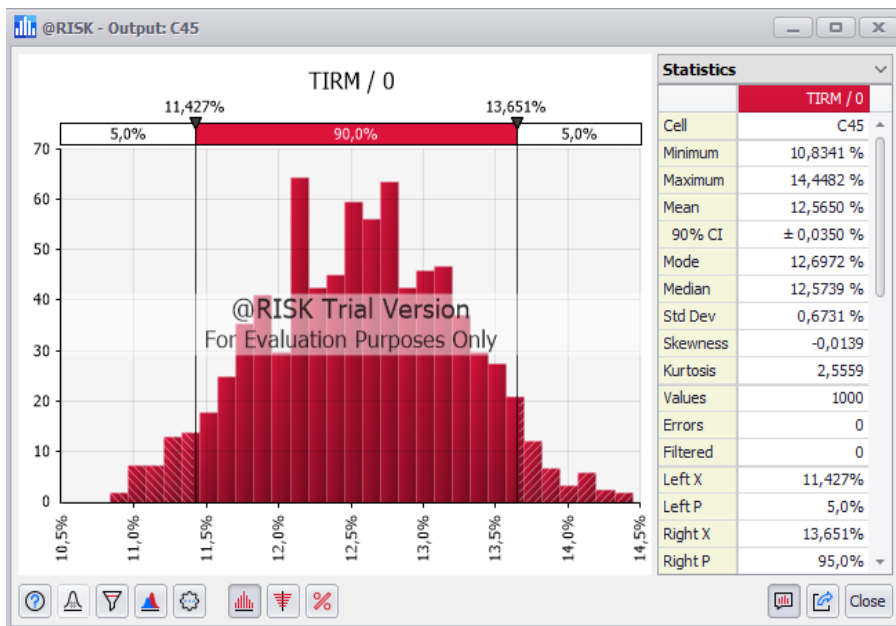 @RISK - Output: C45
TIRM / 0
11,427% 13,651%
5,0% 90,0% 5,0%
70
60
50
40
30
20
10
0
10,5% 11,0% 11,5% 12,0% 12,5% 13,0% 13,5% 14,0% 14,5%
@RISK Trial Version
For Evaluation Purposes Only
Statistics
TIRM / 0
Cell C45
Minimum 10,8341 %
Maximum 14,4482 %
Mean 12,5650 %
90% CI ± 0,0350 %
Mode 12,6972 %
Median 12,5739 %
Std Dev 0,6731 %
Skewness -0,0139
Kurtosis 2,5559
Values 1000
Errors 0
Filtered 0
Left X 11,427%
Left P 5,0%
Right X 13,651%
Right P 95,0%
Close